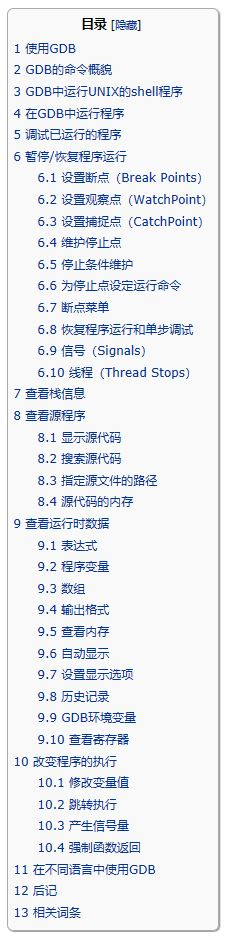 目录 [隐藏]
1 使用GDB
2 GDB的命令概貌
3 GDB中运行UNIX的shell程序
4 在GDB中运行程序
5 调试已运行的程序
6 暂停/恢复程序运行
6.1 设置断点（Break Points）
6.2 设置观察点（WatchPoint）
6.3 设置捕捉点（CatchPoint）
6.4 维护停止点
6.5 停止条件维护
6.6 为停止点设定运行命令
6.7 断点菜单
6.8 恢复程序运行和单步调试
6.9 信号（Signals）
6.10 线程（Thread Stops）
7 查看栈信息
8 查看源程序
8.1 显示源代码
8.2 搜索源代码
8.3 指定源文件的路径
8.4 源代码的内存
9 查看运行时数据
9.1 表达式
9.2 程序变量
9.3 数组
9.4 输出格式
9.5 查看内存
9.6 自动显示
9.7 设置显示选项
9.8 历史记录
9.9 GDB环境变量
9.10 查看寄存器
10 改变程序的执行
10.1 修改变量值
10.2 跳转执行
10.3 产生信号量
10.4 强制函数返回
11 在不同语言中使用GDB
12 后记
13 相关词条